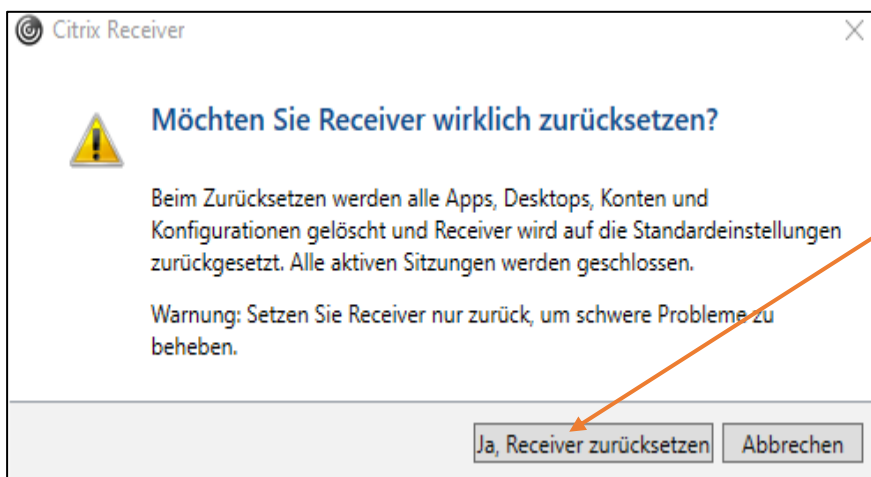 Citrix Receiver
Möchten Sie Receiver wirklich zurücksetzen?
Beim Zurücksetzen werden alle Apps, Desktops, Konten und
Konfigurationen gelöscht und Receiver wird auf die Standardeinstellungen
zurückgesetzt. Alle aktiven Sitzungen werden geschlossen.
Warnung: Setzen Sie Receiver nur zurück, um schwere Probleme zu
beheben.
Ja, Receiver zurücksetzen Abbrechen